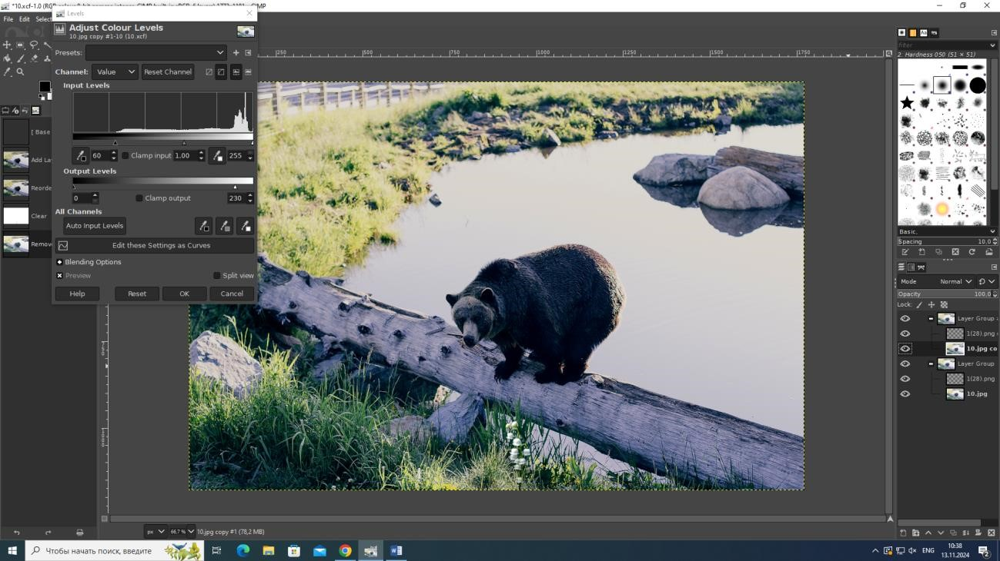 *10.xcf-1.0 (RG
GIMP
Levels
File Edit Select
Adjust Colour Levels
10.jpg copy #1-10 (10.xcf)
Presets:
Channel: Value Reset Channel
Input Levels
60 Clamp input 1.00 255
Output Levels
0 Clamp output 230
All Channels
Auto Input Levels
Edit these Settings as Curves
Blending Options
Preview Split view
Help Reset OK Cancel
[ Base
Add La
Reorde
Clear
Remov
250 500 750 1000 1250 1500 1750
750
1000
filter
2. Hardness 050 (51 × 51)
Basic,
Spacing 10,0
Mode Normal
Opacity 100,0
Lock:
Layer Group
1(28).png
10.jpg co
Layer Group
1(28).png
10.jpg
px 66,7 % 10.jpg copy #1 (78,2 MB)
Чтобы начать поиск, введите
ENG
10:38
13.11.2024
2